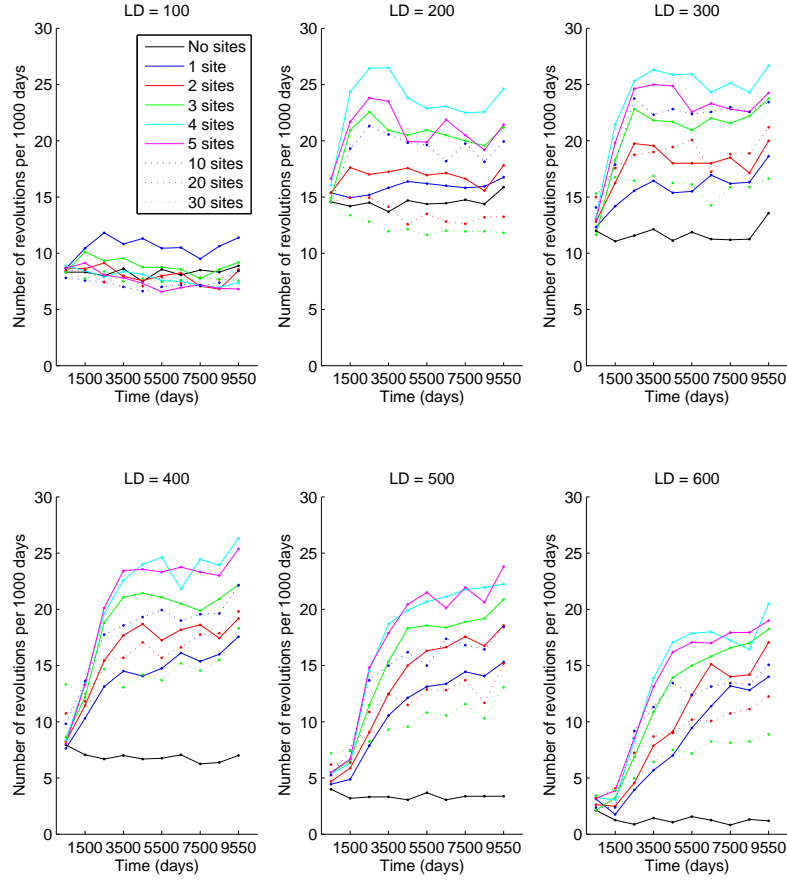 LD = 100
Number of revolutions per 1000 days
30
25
20
15
10
5
0
1500 3500 5500 7500 9550
Time (days)
No sites
1 site
2 sites
3 sites
4 sites
5 sites
10 sites
20 sites
30 sites
LD = 200
Number of revolutions per 1000 days
30
25
20
15
10
5
0
1500 3500 5500 7500 9550
Time (days)
LD = 300
Number of revolutions per 1000 days
30
25
20
15
10
5
0
1500 3500 5500 7500 9550
Time (days)
LD = 400
Number of revolutions per 1000 days
30
25
20
15
10
5
0
1500 3500 5500 7500 9550
Time (days)
LD = 500
Number of revolutions per 1000 days
30
25
20
15
10
5
0
1500 3500 5500 7500 9550
Time (days)
LD = 600
Number of revolutions per 1000 days
30
25
20
15
10
5
0
1500 3500 5500 7500 9550
Time (days)